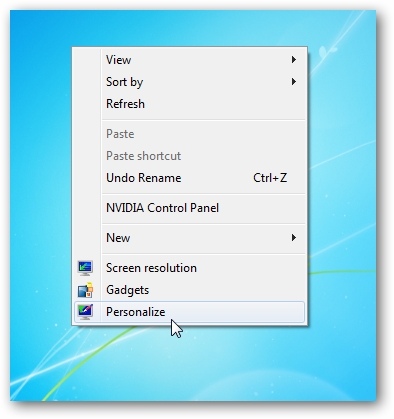 View
Sort by
Refresh
Paste
Paste shortcut
Undo Rename Ctrl+Z
NVIDIA Control Panel
New
Screen resolution
Gadgets
Personalize